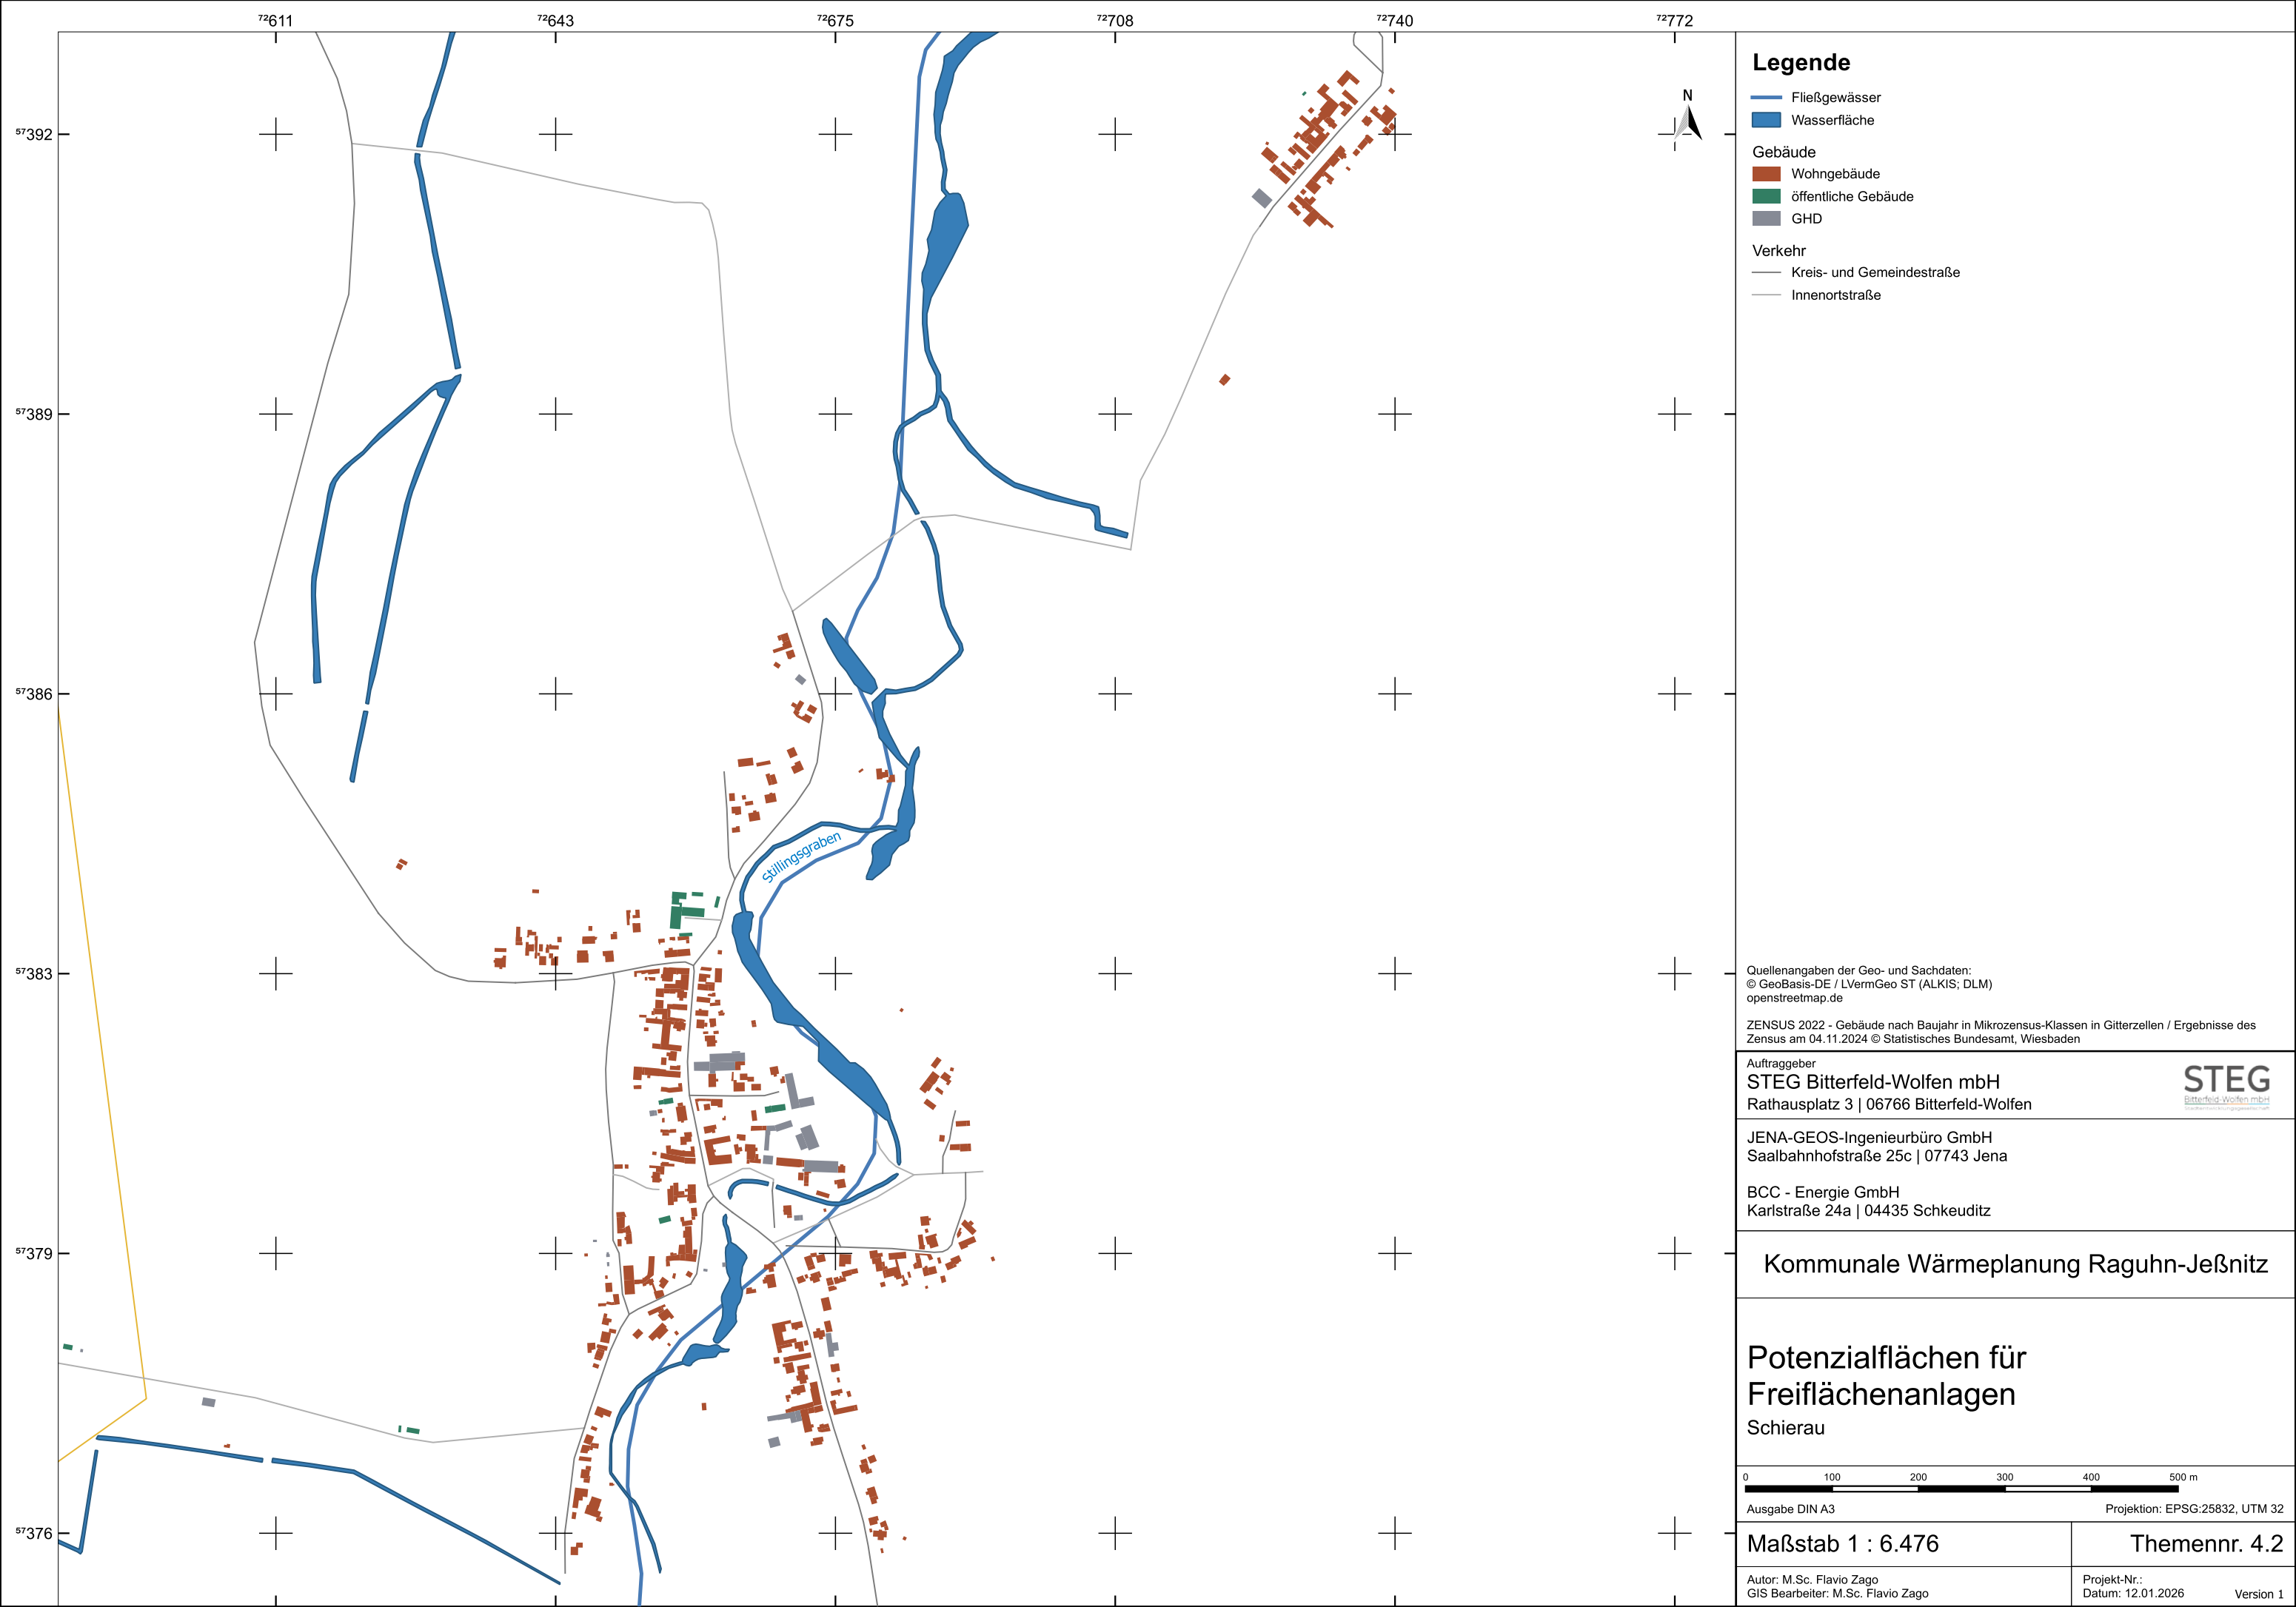 72611 72643 72675 72708 72740 72772
57392
57389
57386
57383
57379
57376
N
Stillingsgraben
Legende
Fließgewässer
Wasserfläche
Gebäude
Wohngebäude
öffentliche Gebäude
GHD
Verkehr
Kreis- und Gemeindestraße
Innenortstraße
Quellenangaben der Geo- und Sachdaten:
© GeoBasis-DE / LVermGeo ST (ALKIS; DLM)
openstreetmap.de
ZENSUS 2022 - Gebäude nach Baujahr in Mikrozensus-Klassen in Gitterzellen / Ergebnisse des
Zensus am 04.11.2024 © Statistisches Bundesamt, Wiesbaden
Auftraggeber
STEG Bitterfeld-Wolfen mbH
Rathausplatz 3 | 06766 Bitterfeld-Wolfen
STEG
Bitterfeld-Wolfen mbH
JENA-GEOS-Ingenieurbüro GmbH
Saalbahnhofstraße 25c | 07743 Jena
BCC - Energie GmbH
Karlstraße 24a | 04435 Schkeuditz
Kommunale Wärmeplanung Raguhn-Jeßnitz
Potenzialflächen für
Freiflächenanlagen
Schierau
0 100 200 300 400 500 m
Ausgabe DIN A3 Projektion: EPSG:25832, UTM 32
Maßstab 1 : 6.476 Themennr. 4.2
Autor: M.Sc. Flavio Zago
GIS Bearbeiter: M.Sc. Flavio Zago
Projekt-Nr.:
Datum: 12.01.2026 Version 1